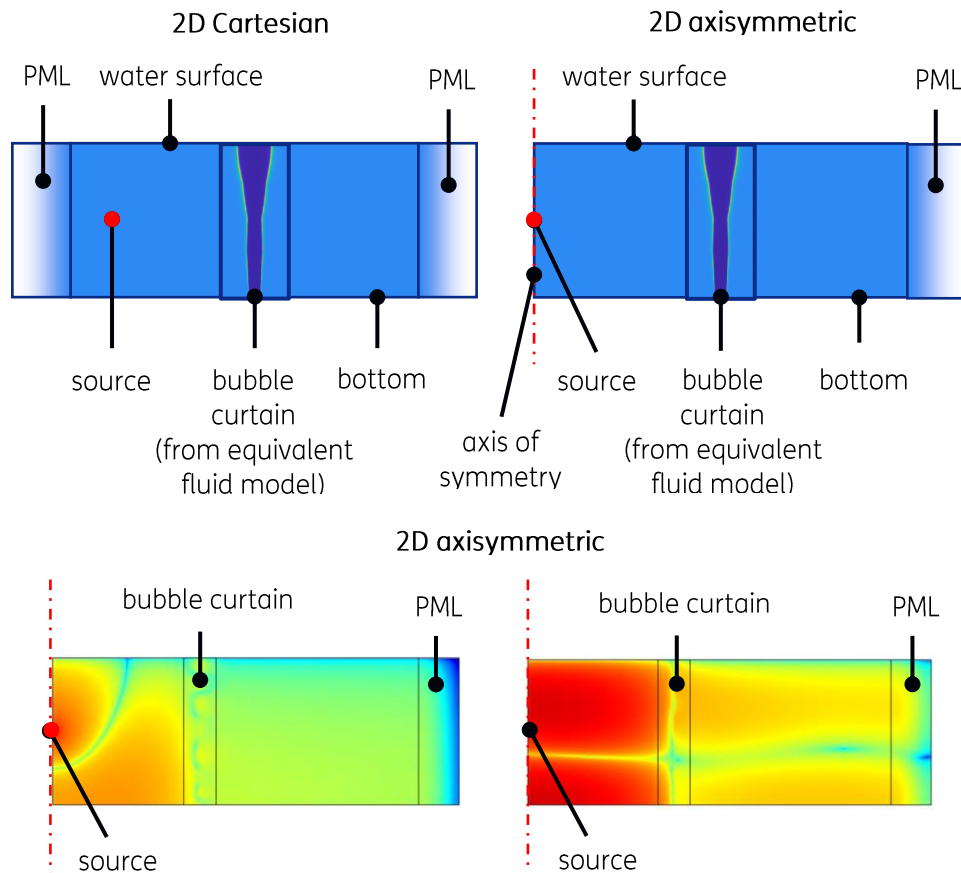 2D Cartesian
PML
water surface
PML
source
bubble
curtain
(from equivalent
fluid model)
bottom
2D axisymmetric
water surface
PML
axis of
symmetry
source
bubble
curtain
(from equivalent
fluid model)
bottom
2D axisymmetric
bubble curtain
PML
source
bubble curtain
PML
source